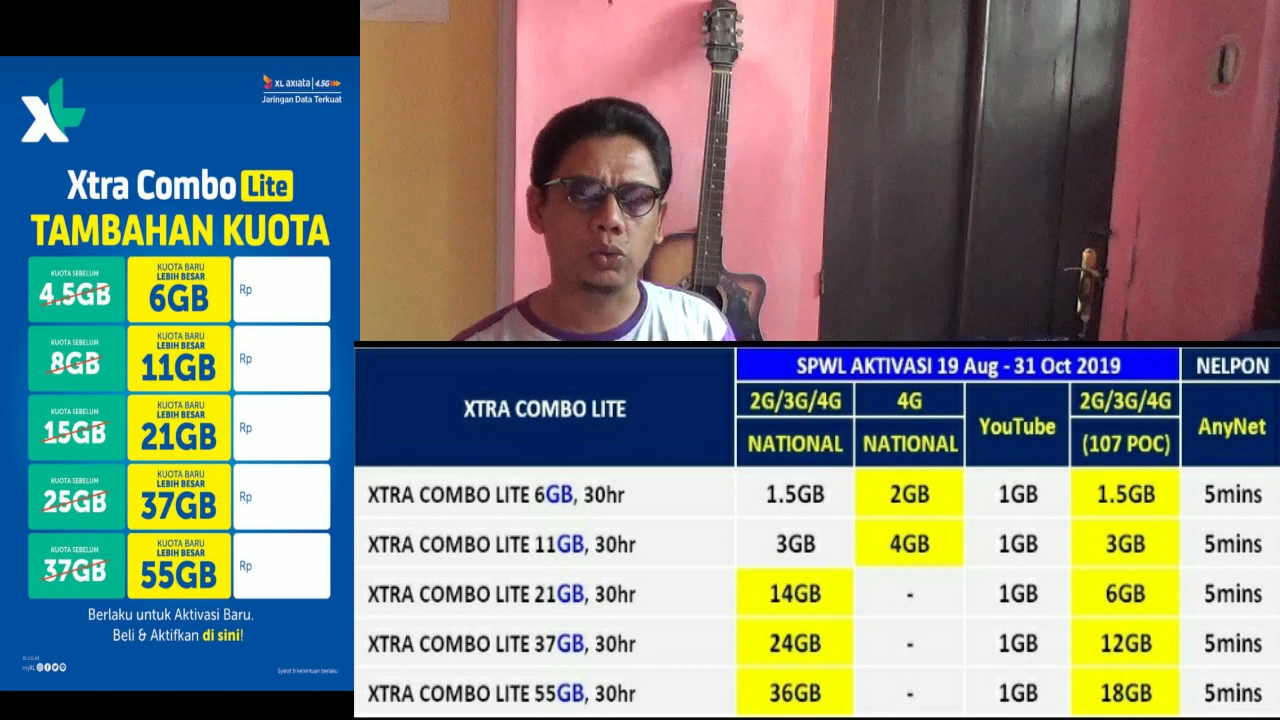 XL axiata | 4.5G
Jaringan Data Terkuat
XL
Xtra Combo Lite
TAMBAHAN KUOTA
KUOTA SEBELUM
4.5GB
KUOTA BARU
LEBIH BESAR
6GB
Rp
KUOTA SEBELUM
8GB
KUOTA BARU
LEBIH BESAR
11GB
Rp
KUOTA SEBELUM
15GB
KUOTA BARU
LEBIH BESAR
21GB
Rp
KUOTA SEBELUM
25GB
KUOTA BARU
LEBIH BESAR
37GB
Rp
KUOTA SEBELUM
37GB
KUOTA BARU
LEBIH BESAR
55GB
Rp
Berlaku untuk Aktivasi Baru.
Beli & Aktifkan di sini!
xl.co.id
myXL
Syarat & ketentuan berlaku
XTRA COMBO LITE
SPWL AKTIVASI 19 Aug - 31 Oct 2019
NELPON
2G/3G/4G 4G YouTube 2G/3G/4G AnyNet
NATIONAL NATIONAL (107 POC)
XTRA COMBO LITE 6GB, 30hr 1.5GB 2GB 1GB 1.5GB 5mins
XTRA COMBO LITE 11GB, 30hr 3GB 4GB 1GB 3GB 5mins
XTRA COMBO LITE 21GB, 30hr 14GB - 1GB 6GB 5mins
XTRA COMBO LITE 37GB, 30hr 24GB - 1GB 12GB 5mins
XTRA COMBO LITE 55GB, 30hr 36GB - 1GB 18GB 5mins